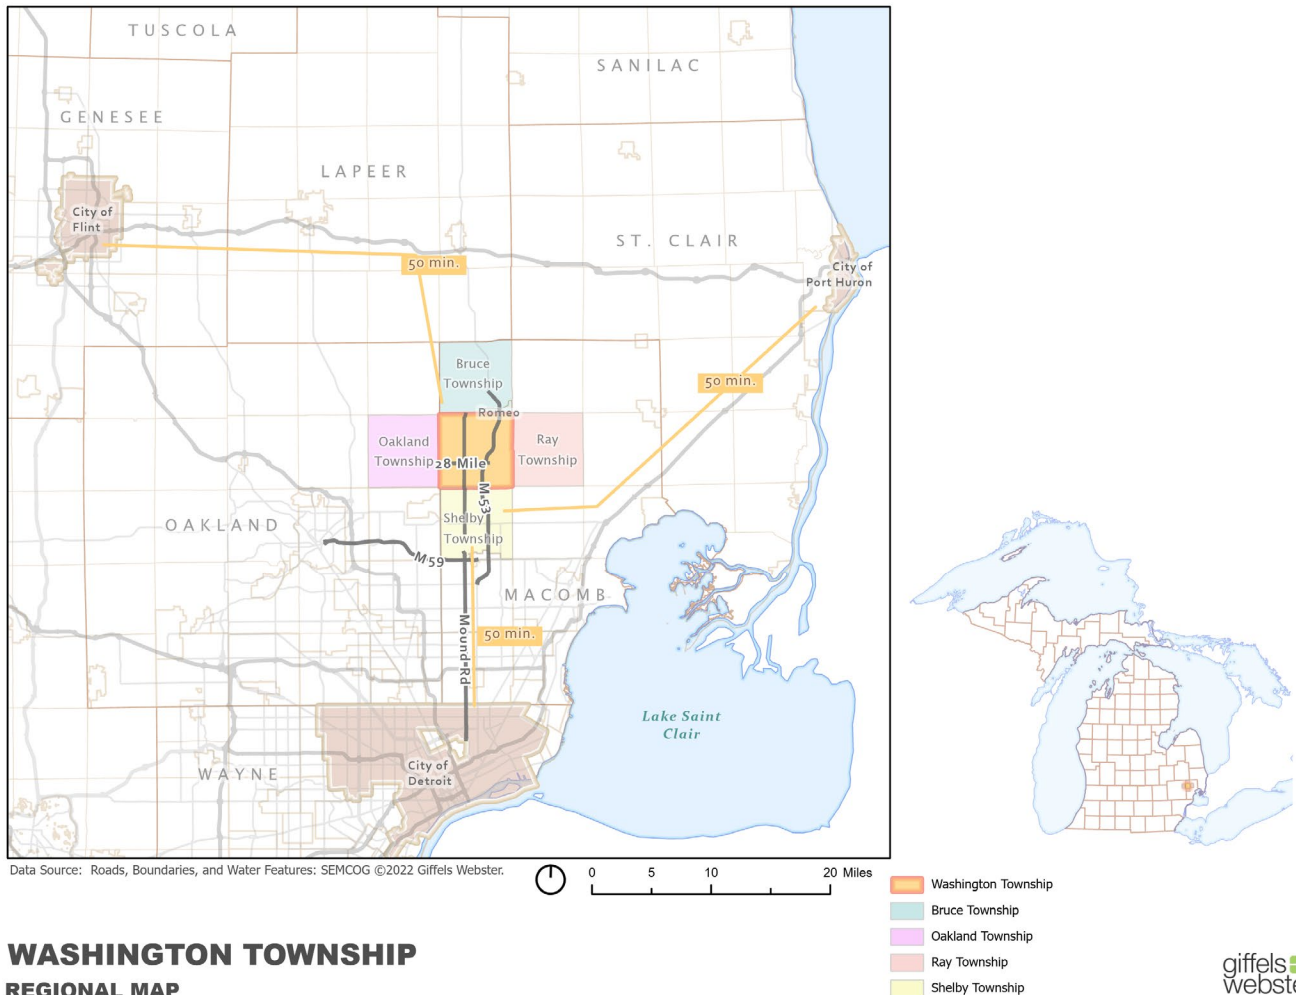 TUSCOLA
SANILAC
GENESEE
LAPEER
City of
Flint
ST. CLAIR
50 min.
City of
Port Huron
Bruce
Township
50 min.
Romeo
Oakland
Township
28 Mile
Ray
Township
M 53
Shelby
Township
OAKLAND
M 59
MACOMB
Mound Rd
50 min.
Lake Saint
Clair
WAYNE
City of
Detroit
Data Source: Roads, Boundaries, and Water Features: SEMCOG ©2022 Giffels Webster.
0 5 10 20 Miles
Washington Township
Bruce Township
Oakland Township
Ray Township
Shelby Township
WASHINGTON TOWNSHIP
REGIONAL MAP
giffels
webste